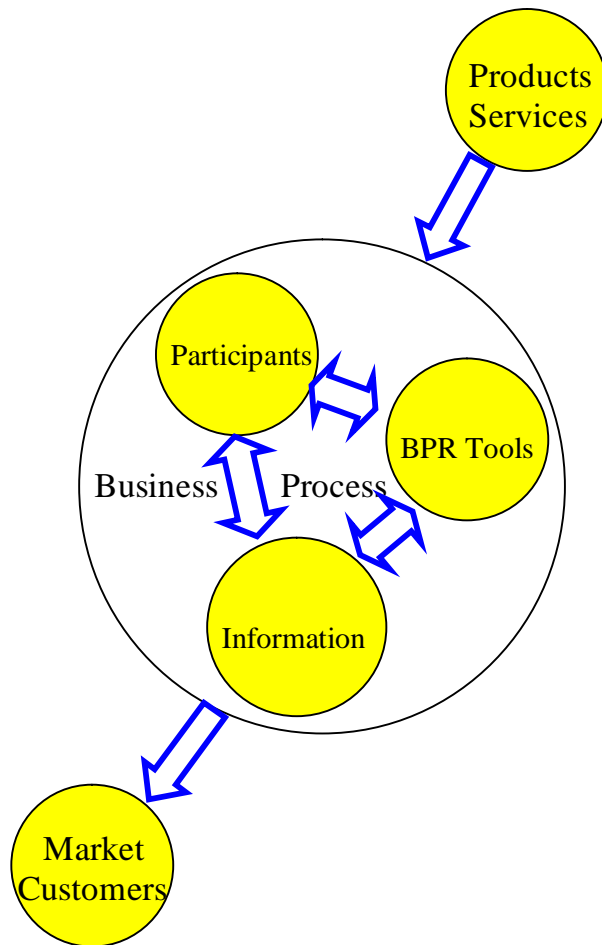 Products
Services
Participants
BPR Tools
Business Process
Information
Market
Customers